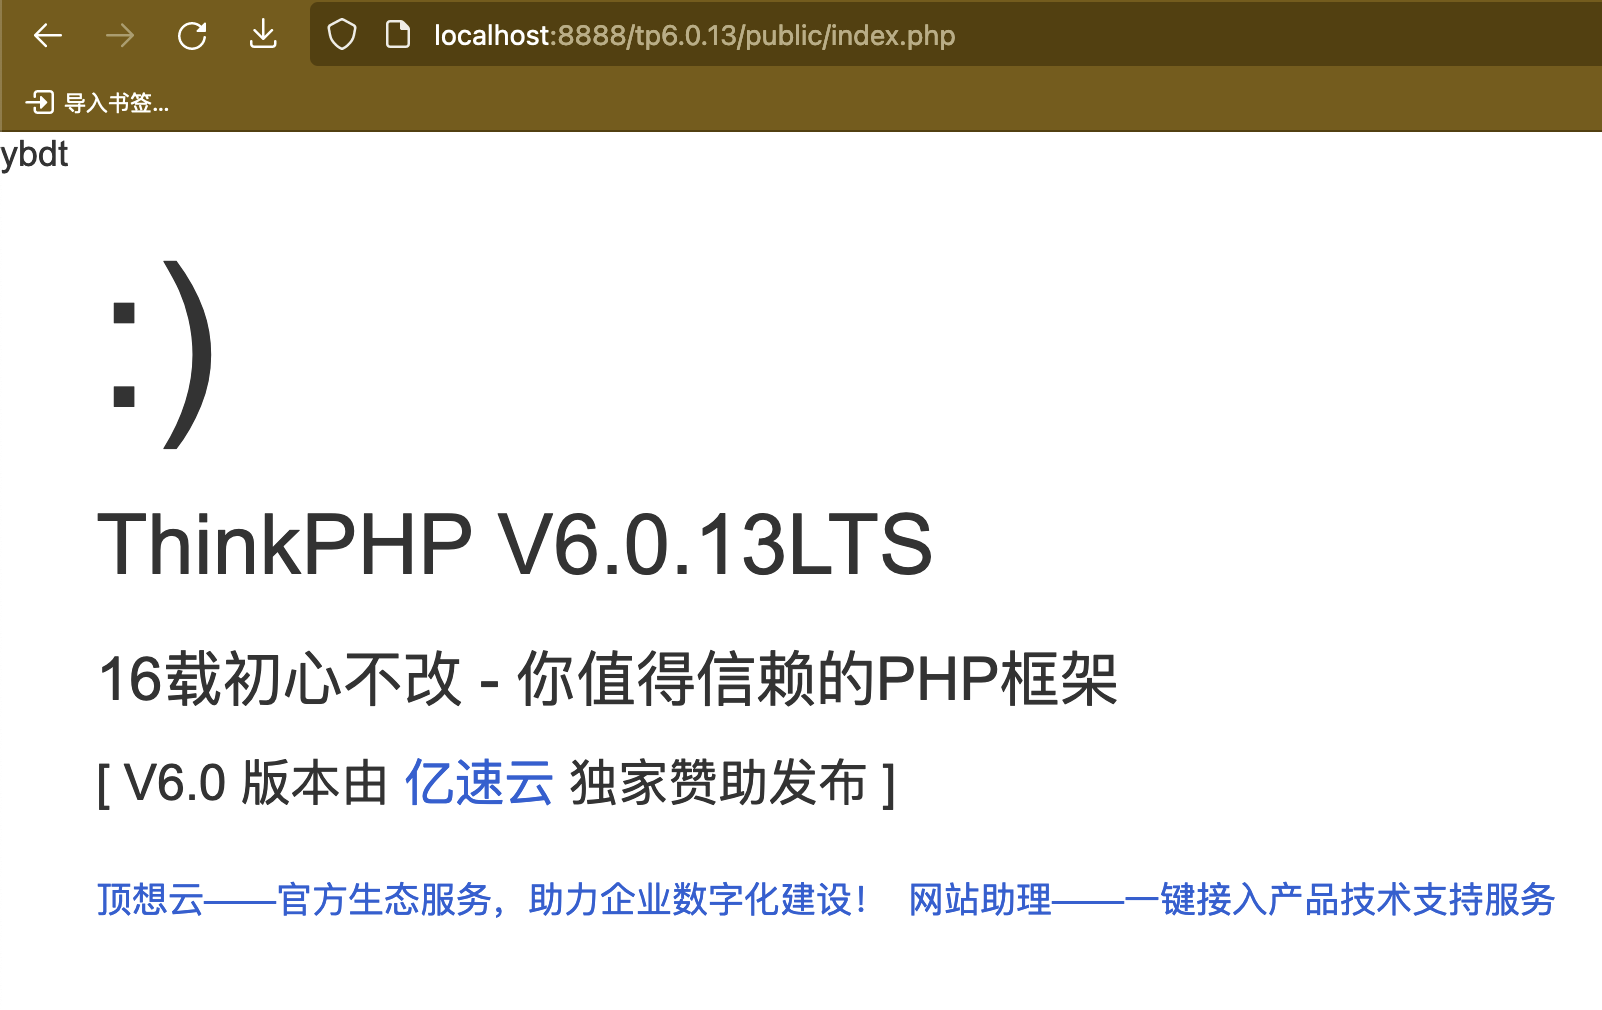 localhost:8888/tp6.0.13/public/index.php
导入书签...
ybdt
:)
ThinkPHP V6.0.13LTS
16载初心不改 - 你值得信赖的PHP框架
[ V6.0 版本由 亿速云 独家赞助发布 ]
顶想云——官方生态服务，助力企业数字化建设！ 网站助理——一键接入产品技术支持服务